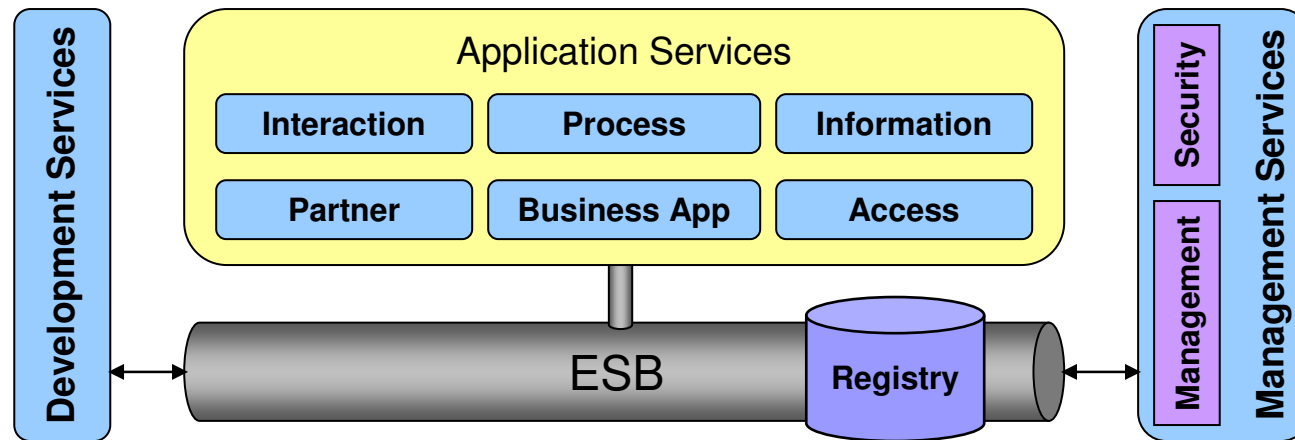 Development Services
Application Services
Interaction
Process
Information
Partner
Business App
Access
ESB
Registry
Security
Management
Management Services